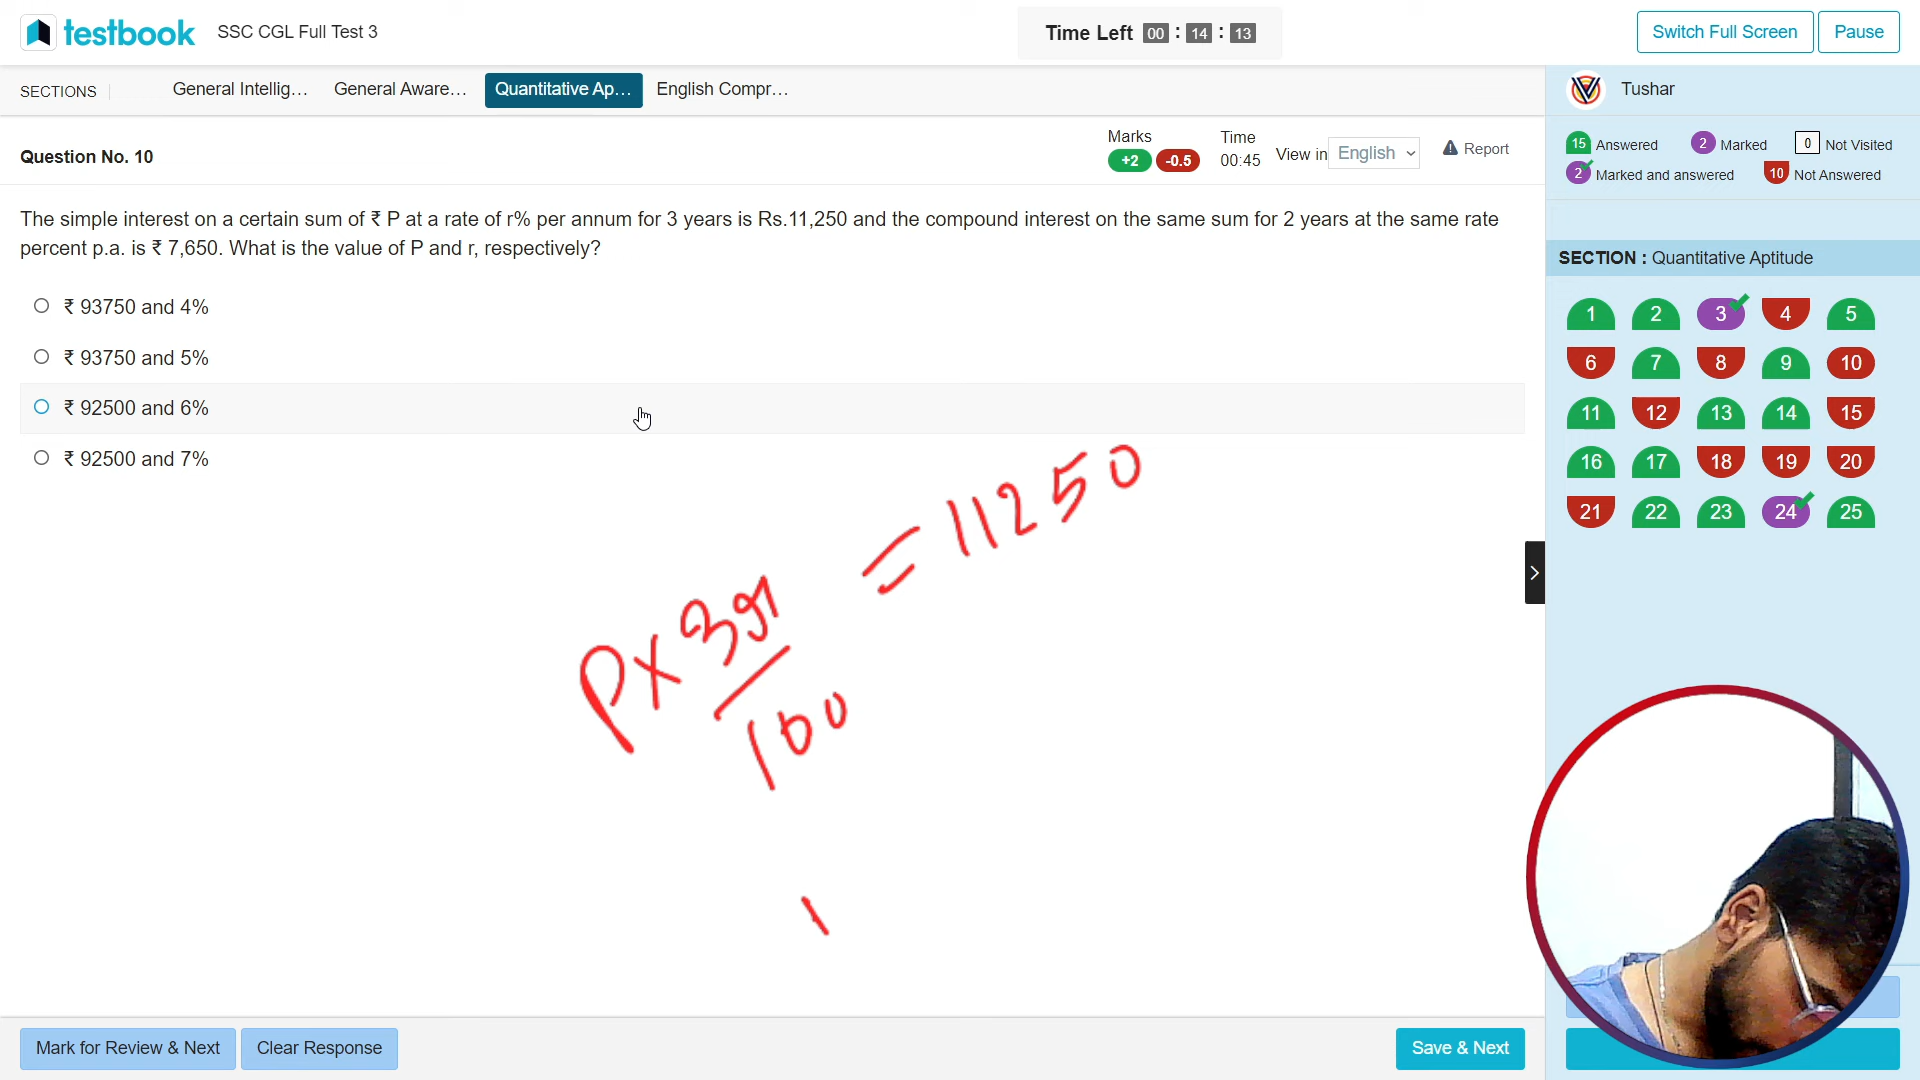 testbook SSC CGL Full Test 3 Time Left 00 : 14 : 13 Switch Full Screen Pause
SECTIONS General Intellig... General Aware... Quantitative Ap... English Compr...
Tushar
Question No. 10
Marks +2 -0.5
Time 00:45
View in English
Report
15 Answered 2 Marked 0 Not Visited
2 Marked and answered 10 Not Answered
The simple interest on a certain sum of ₹ P at a rate of r% per annum for 3 years is Rs.11,250 and the compound interest on the same sum for 2 years at the same rate
percent p.a. is ₹ 7,650. What is the value of P and r, respectively?
₹ 93750 and 4%
₹ 93750 and 5%
₹ 92500 and 6%
₹ 92500 and 7%
P×3r/100 = 11250
SECTION : Quantitative Aptitude
1 2 3 4 5
6 7 8 9 10
11 12 13 14 15
16 17 18 19 20
21 22 23 24 25
Mark for Review & Next Clear Response Save & Next